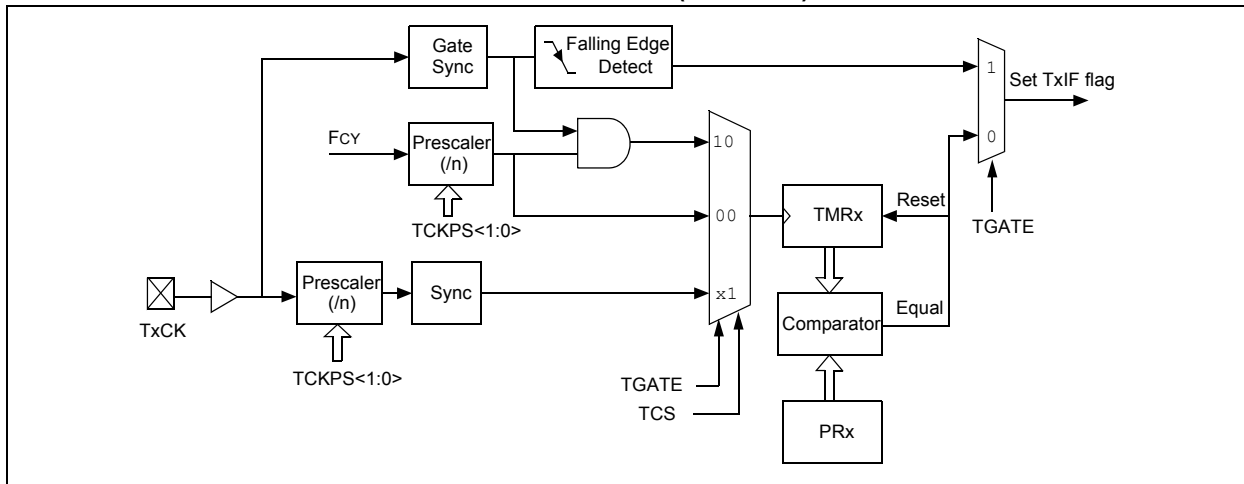 Gate
Sync
Falling Edge
Detect
1
Set TxIF flag
0
FCY
Prescaler
(/n)
10
TCKPS<1:0>
00
TMRx
Reset
TGATE
TxCK
Prescaler
(/n)
Sync
x1
Comparator
Equal
TCKPS<1:0>
TGATE
TCS
PRx